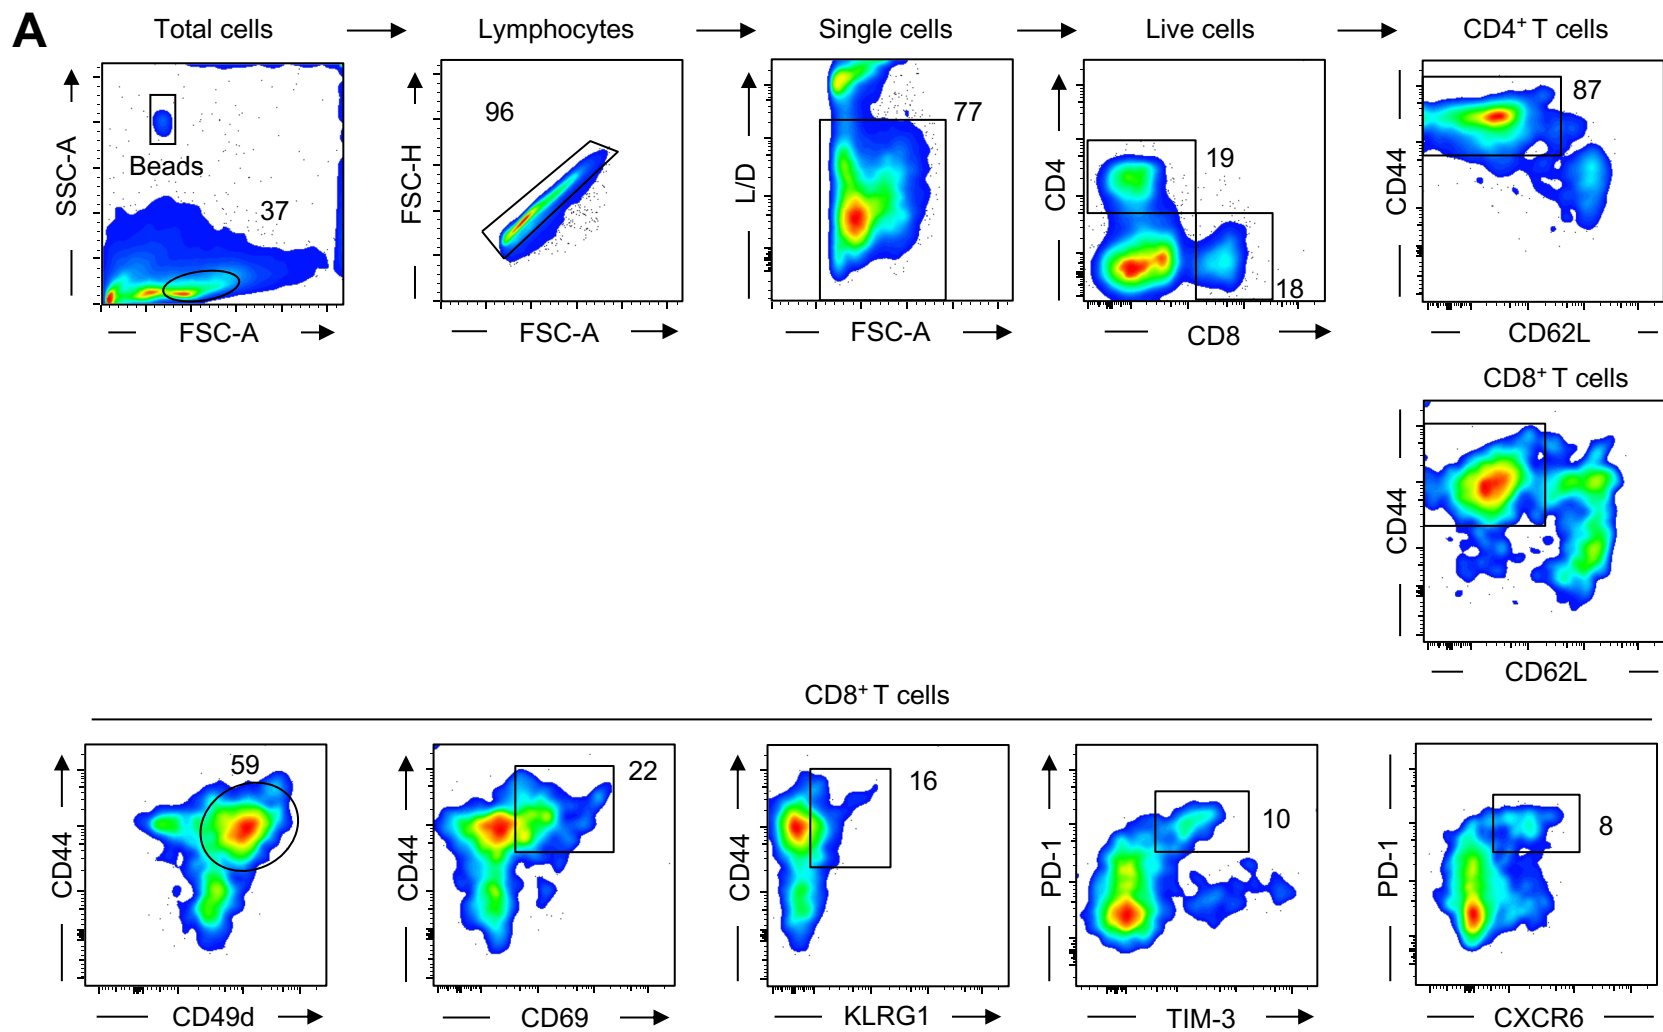 A
Total cells
Lymphocytes
Single cells
Live cells
CD4⁺ T cells
SSC-A
Beads
37
FSC-A
FSC-H
96
FSC-A
L/D
77
FSC-A
CD4
19
18
CD8
CD44
87
CD62L
CD8⁺ T cells
CD44
CD62L
CD8⁺ T cells
CD44
59
CD49d
CD44
22
CD69
CD44
16
KLRG1
PD-1
10
TIM-3
PD-1
8
CXCR6